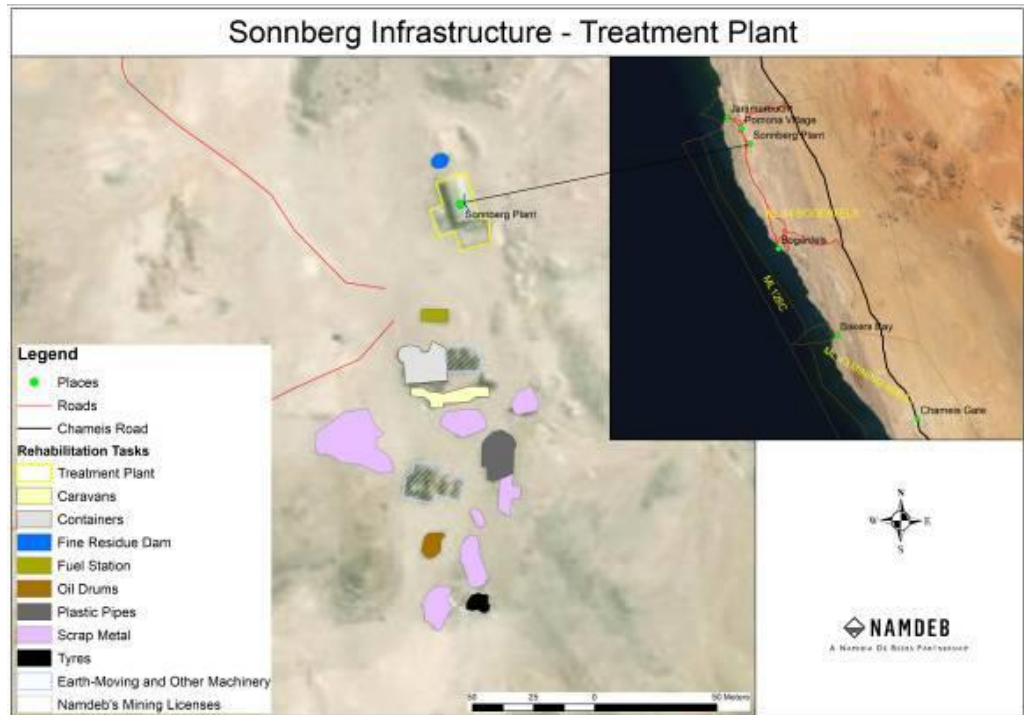 Sonnberg Infrastructure - Treatment Plant
Pomona Village
Sonnberg Plant
Sonnberg Plant
Bogenfels
ML128C
Bakers Bay
Chameis Gate
Legend
Places
Roads
Chameis Road
Rehabilitation Tasks
Treatment Plant
Caravans
Containers
Fine Residue Dam
Fuel Station
Oil Drums
Plastic Pipes
Scrap Metal
Tyres
Earth-Moving and Other Machinery
Namdeb's Mining Licenses
N
W E
S
NAMDEB
A NAMIBIA DE BEERS PARTNERSHIP
50 25 0 50 Meters